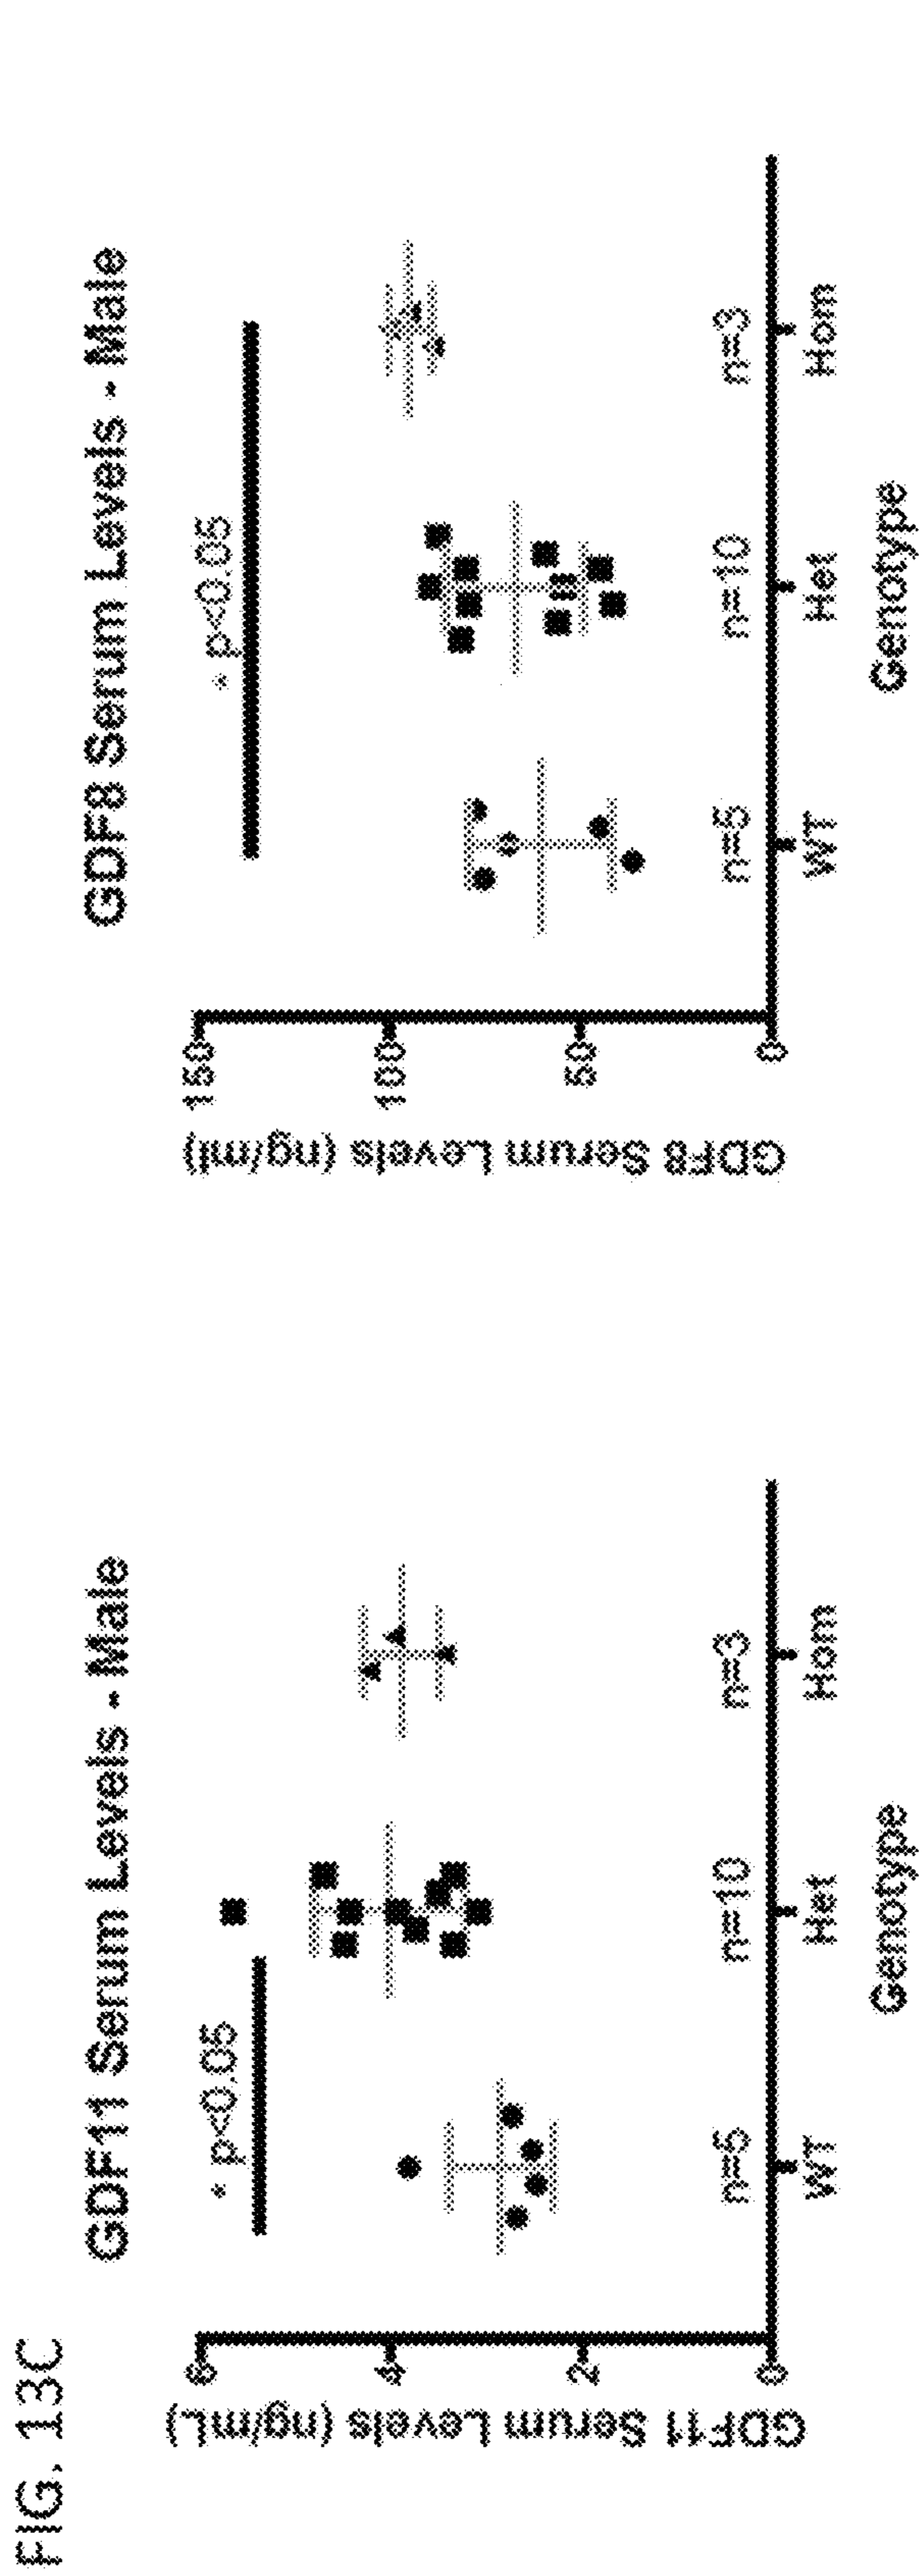 FIG. 13C
GDF11 Serum Levels - Male
* p<0.05
GDF11 Serum Levels (ng/mL)
6
4
2
0
n=5
n=10
n=3
WT
Het
Hom
Genotype
GDF8 Serum Levels - Male
* p<0.05
GDF8 Serum Levels (ng/ml)
150
100
50
0
n=5
n=10
n=3
WT
Het
Hom
Genotype